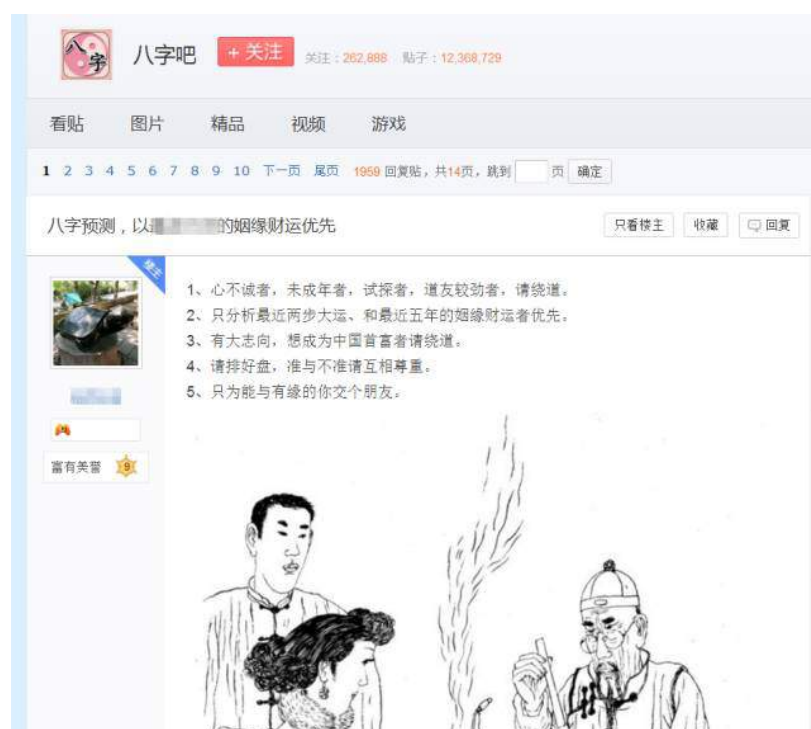 八字
八字吧 + 关注 关注：262,888 贴子：12,368,729
看贴 图片 精品 视频 游戏
1 2 3 4 5 6 7 8 9 10 下一页 尾页 1959 回复贴，共14页，跳到 页 确定
八字预测，以 的姻缘财运优先 只看楼主 收藏 回复
楼主
1、心不诚者，未成年者，试探者，道友较劲者，请绕道。
2、只分析最近两步大运、和最近五年的姻缘财运者优先。
3、有大志向，想成为中国首富者请绕道。
4、请排好盘，准与不准请互相尊重。
5、只为能与有缘的你交个朋友。
富有美誉 9